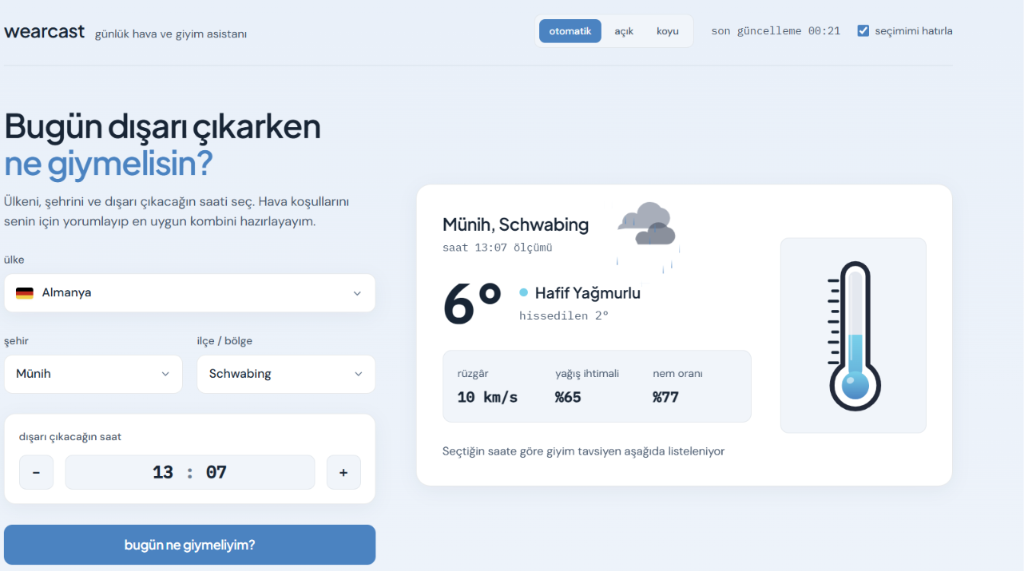 wearcast günlük hava ve giyim asistanı
otomatik açık koyu
son güncelleme 00:21
seçimimi hatırla
Bugün dışarı çıkarken
ne giymelisin?
Ülkeni, şehrini ve dışarı çıkacağın saati seç. Hava koşullarını
senin için yorumlayıp en uygun kombini hazırlayayım.
ülke
Almanya
şehir
ilçe / bölge
Münih
Schwabing
dışarı çıkacağın saat
- 13 : 07 +
bugün ne giymeliyim?
Münih, Schwabing
saat 13:07 ölçümü
6° Hafif Yağmurlu
hissedilen 2°
rüzgâr yağış ihtimali nem oranı
10 km/s %65 %77
Seçtiğin saate göre giyim tavsiyen aşağıda listeleniyor